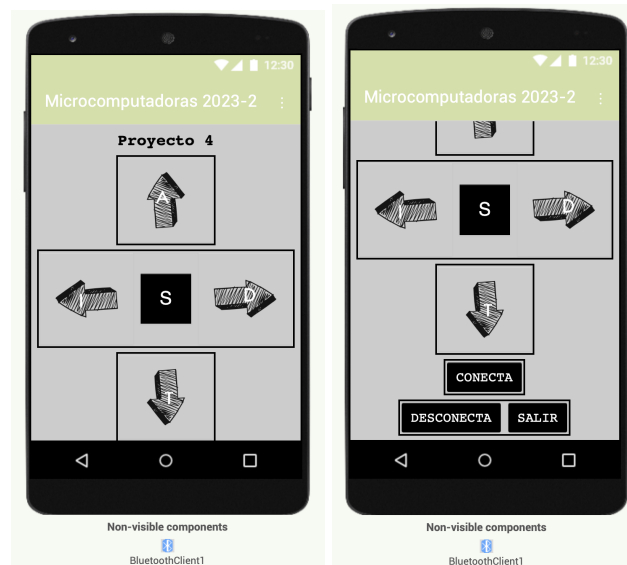 12:30
Microcomputadoras 2023-2
Proyecto 4
A
I S D
T
Non-visible components
BluetoothClient1
12:30
Microcomputadoras 2023-2
I S D
T
CONECTA
DESCONECTA SALIR
Non-visible components
BluetoothClient1